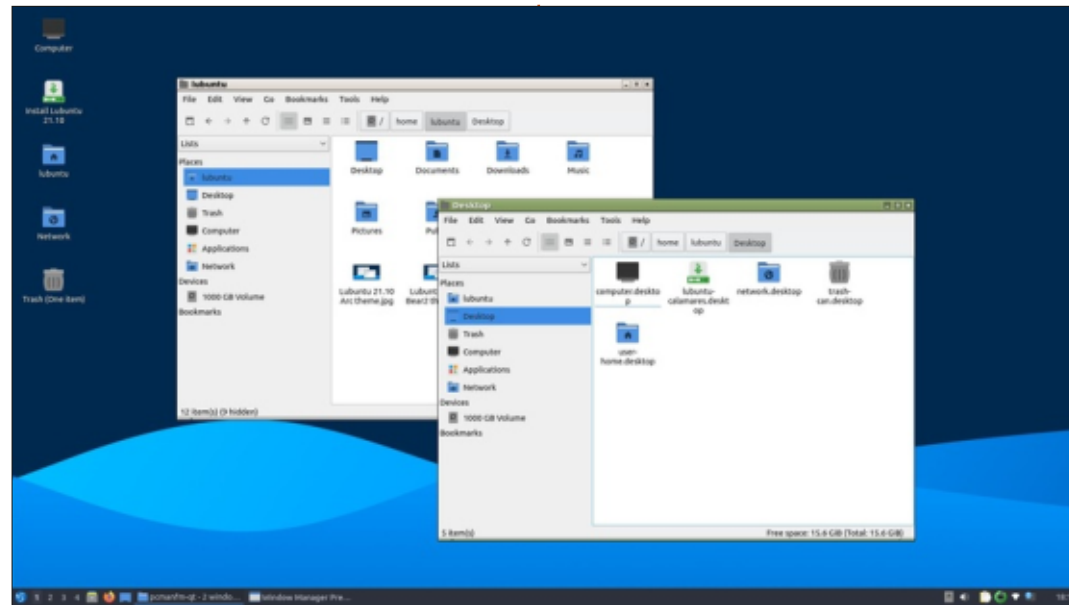 Computer
Install Lubuntu
21.10
lubuntu
Network
Trash (One item)
lubuntu
File Edit View Go Bookmarks Tools Help
/ home lubuntu Desktop
Lists
Places
lubuntu
Desktop
Trash
Computer
Applications
Network
Devices
1000 GB Volume
Bookmarks
Desktop
Documents
Downloads
Music
Pictures
Lubuntu 21.10
Arc theme.jpg
12 item(s) (9 hidden)
Desktop
File Edit View Go Bookmarks Tools Help
/ home lubuntu Desktop
Lists
Places
lubuntu
Desktop
Trash
Computer
Applications
Network
Devices
1000 GB Volume
Bookmarks
computer.deskto
p
lubuntu-
calamares.deskt
op
network.desktop
trash-
can.desktop
user-
home.desktop
5 item(s)
Free space: 15.6 GiB (Total: 15.6 GiB)
1 2 3 4
pcmanfm-qt - 2 windo...
Window Manager Pre...